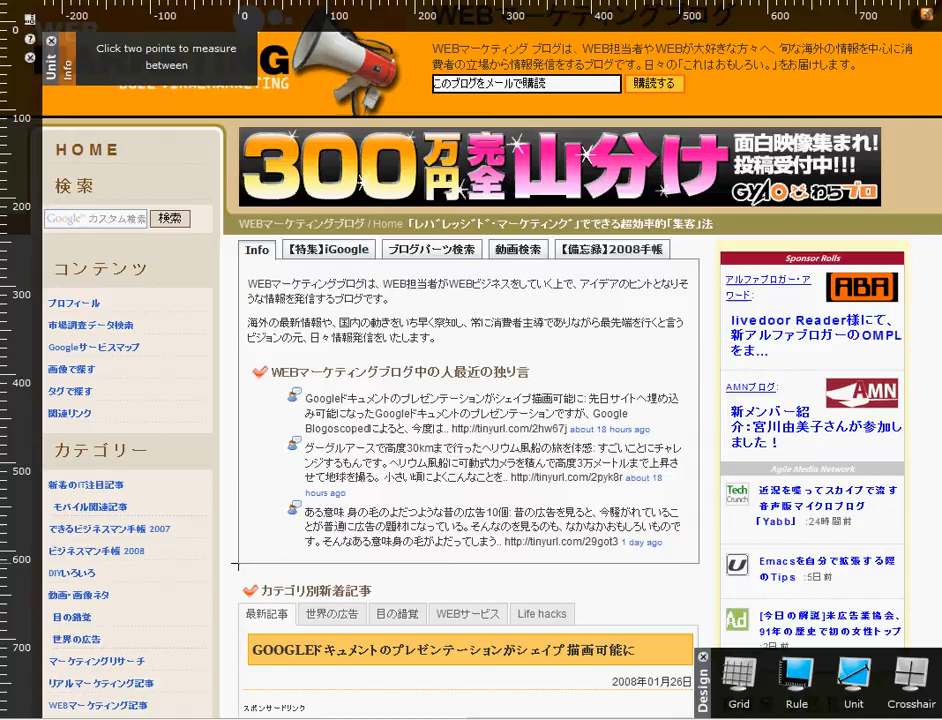 -200 -100 0 100 200 300 400 500 600 700
0
100
200
300
400
500
600
700
Unit
Info
Click two points to measure
between
WEBマーケティング ブログは、WEB担当者やWEBが大好きな方々へ、旬な海外の情報を中心に消
費者の立場から情報発信をするブログです。日々の「これはおもしろい。」をお届けします。
このブログをメールで購読 購読する
HOME
検索
Google™ カスタム検索 検索
コンテンツ
プロフィール
市場調査データ検索
Googleサービスマップ
画像で探す
タグで探す
関連リンク
カテゴリー
新着のIT注目記事
モバイル関連記事
できるビジネスマン手帳 2007
ビジネスマン手帳 2008
DIYいろいろ
動画・画像ネタ
目の錯覚
世界の広告
マーケティングリサーチ
リアルマーケティング記事
WEBマーケティング記事
300万円 完全山分け
面白映像集まれ!
投稿受付中!!!
GYAO わらプロ
WEBマーケティングブログ / Home 「レバレッジド・マーケティング」でできる超効率的「集客」法
Info 【特集】iGoogle ブログパーツ検索 動画検索 【備忘録】2008手帳
WEBマーケティングブログは、WEB担当者がWEBビジネスをしていく上で、アイデアのヒントとなりそ
うな情報を発信するブログです。
海外の最新情報や、国内の動きをいち早く察知し、常に消費者主導でありながら最先端を行くと言う
ビジョンの元、日々情報発信をいたします。
WEBマーケティングブログ中の人最近の独り言
Googleドキュメントのプレゼンテーションがシェイプ描画可能に: 先日サイトへ埋め込
み可能になったGoogleドキュメントのプレゼンテーションですが、Google
Blogoscopedによると、今度は.. http://tinyurl.com/2hw67j about 18 hours ago
グーグルアースで高度30kmまで行ったヘリウム風船の旅を体感: すごいことにチャレ
ンジするもんです。ヘリウム風船に可動式カメラを積んで高度3万メートルまで上昇さ
せて地球を撮る。小さい頃によくこんなことを.. http://tinyurl.com/2pyk8r about 18
hours ago
ある意味 身の毛のよだつような昔の広告10個: 昔の広告を見ると、今騒がれているこ
とが普通に広告の題材になっている。そんなのを見るのも、なかなかおもしろいもので
す。そんなある意味身の毛がよだってしまう.. http://tinyurl.com/29got3 1 day ago
カテゴリ別新着記事
最新記事 世界の広告 目の錯覚 WEBサービス Life hacks
GOOGLEドキュメントのプレゼンテーションがシェイプ描画可能に
2008年01月26日
スポンサードリンク
Sponsor Rolls
アルファブロガー・ア
ワード:
ABA
livedoor Reader様にて、
新アルファブロガーのOMPL
をま...
AMNブログ:
AMN
新メンバー紹
介:宮川由美子さんが参加し
ました！
Agile Media Network
Tech
Crunch
近況を喋ってスカイプで流す
音声版マイクロブログ
「Yabb」 :24時間前
Emacsを自分で拡張する際
のTips :5日前
Ad
[今日の解説]米広告業協会、
91年の歴史で初の女性トップ
:2日前
Design
Grid Rule Unit Crosshair